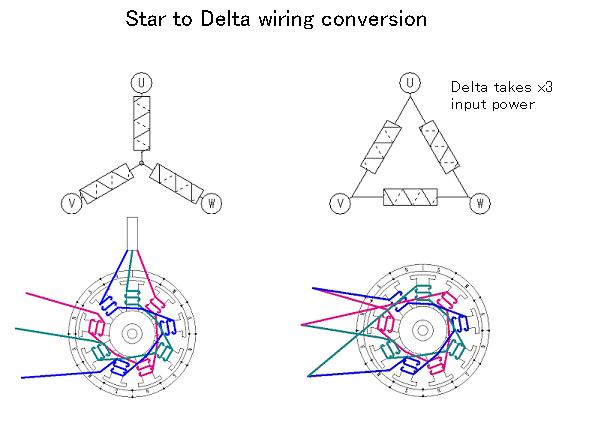 Star to Delta wiring conversion
U
U
Delta takes x3
input power
V
W
V
W